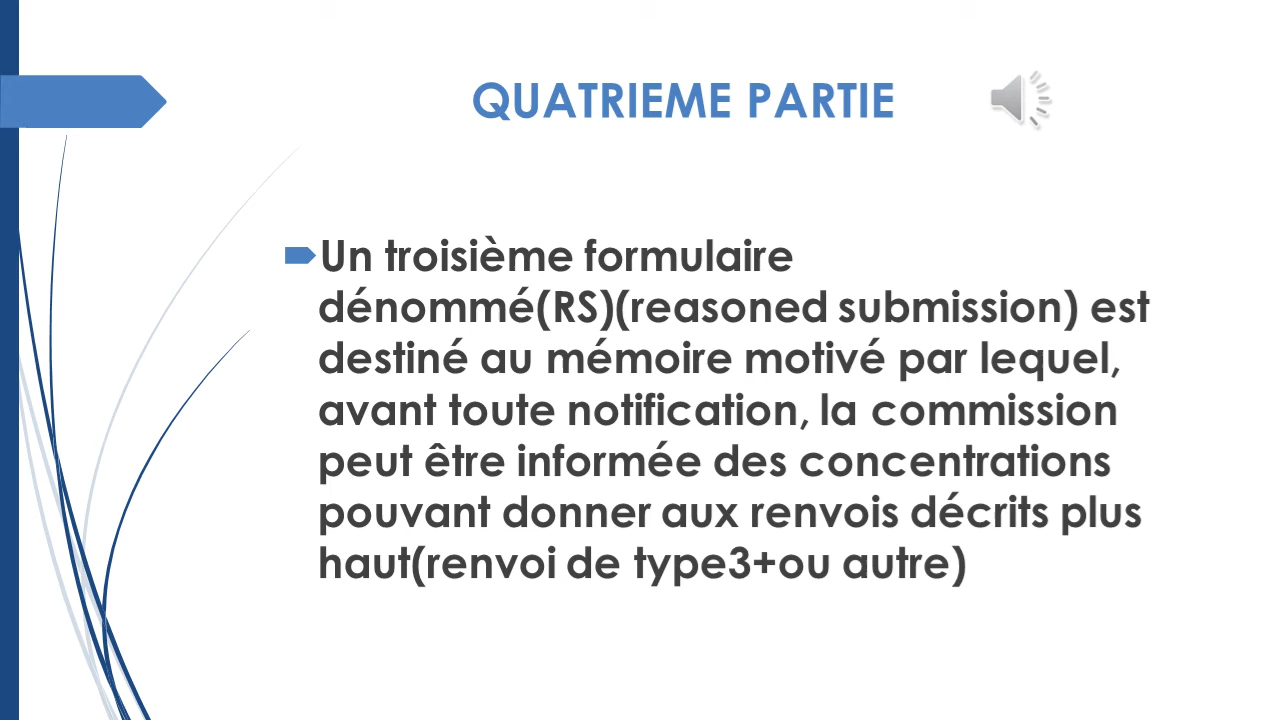 QUATRIEME PARTIE
Un troisième formulaire
dénommé(RS)(reasoned submission) est
destiné au mémoire motivé par lequel,
avant toute notification, la commission
peut être informée des concentrations
pouvant donner aux renvois décrits plus
haut(renvoi de type3+ou autre)